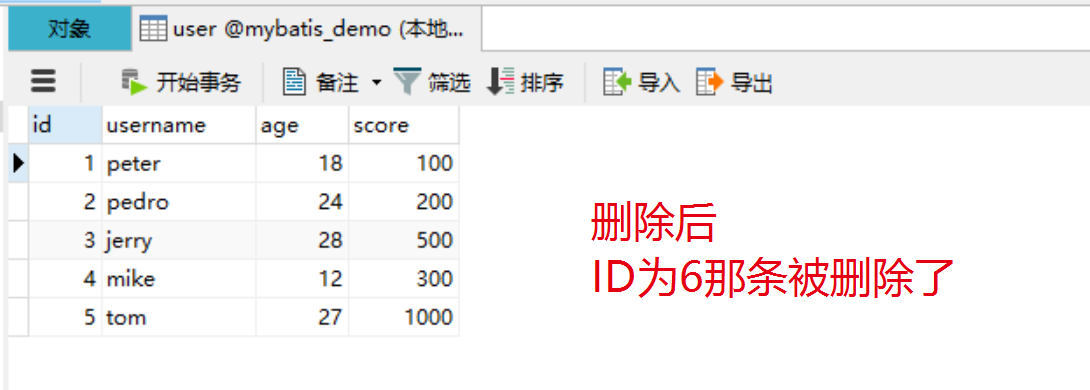 对象 user @mybatis_demo (本地...
开始事务 备注 筛选 排序 导入 导出
id username age score
1 peter 18 100
2 pedro 24 200
3 jerry 28 500
4 mike 12 300
5 tom 27 1000
删除后
ID为6那条被删除了